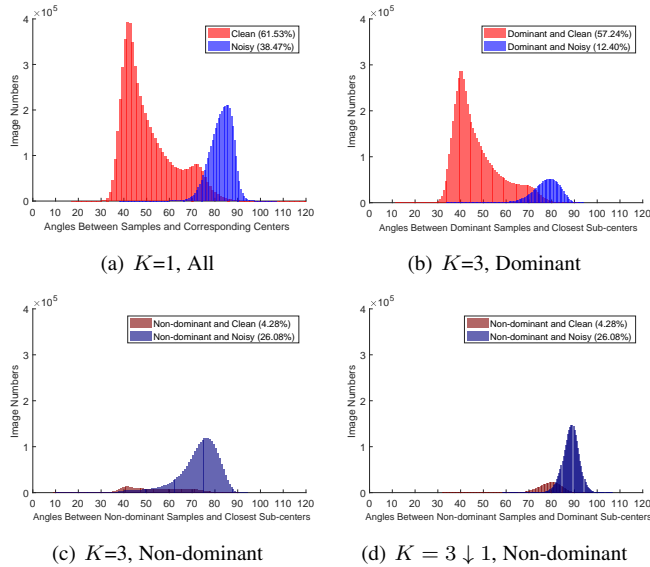 ×10^5
4
3
2
1
0
Image Numbers
Clean (61.53%)
Noisy (38.47%)
0 10 20 30 40 50 60 70 80 90 100 110 120
Angles Between Samples and Corresponding Centers
(a) K=1, All
×10^5
4
3
2
1
0
Image Numbers
Dominant and Clean (57.24%)
Dominant and Noisy (12.40%)
0 10 20 30 40 50 60 70 80 90 100 110 120
Angles Between Dominant Samples and Closest Sub-centers
(b) K=3, Dominant
×10^5
4
3
2
1
0
Image Numbers
Non-dominant and Clean (4.28%)
Non-dominant and Noisy (26.08%)
0 10 20 30 40 50 60 70 80 90 100 110 120
Angles Between Non-dominant Samples and Closest Sub-centers
(c) K=3, Non-dominant
×10^5
4
3
2
1
0
Image Numbers
Non-dominant and Clean (4.28%)
Non-dominant and Noisy (26.08%)
0 10 20 30 40 50 60 70 80 90 100 110 120
Angles Between Non-dominant Samples and Dominant Sub-centers
(d) K = 3 ↓ 1, Non-dominant